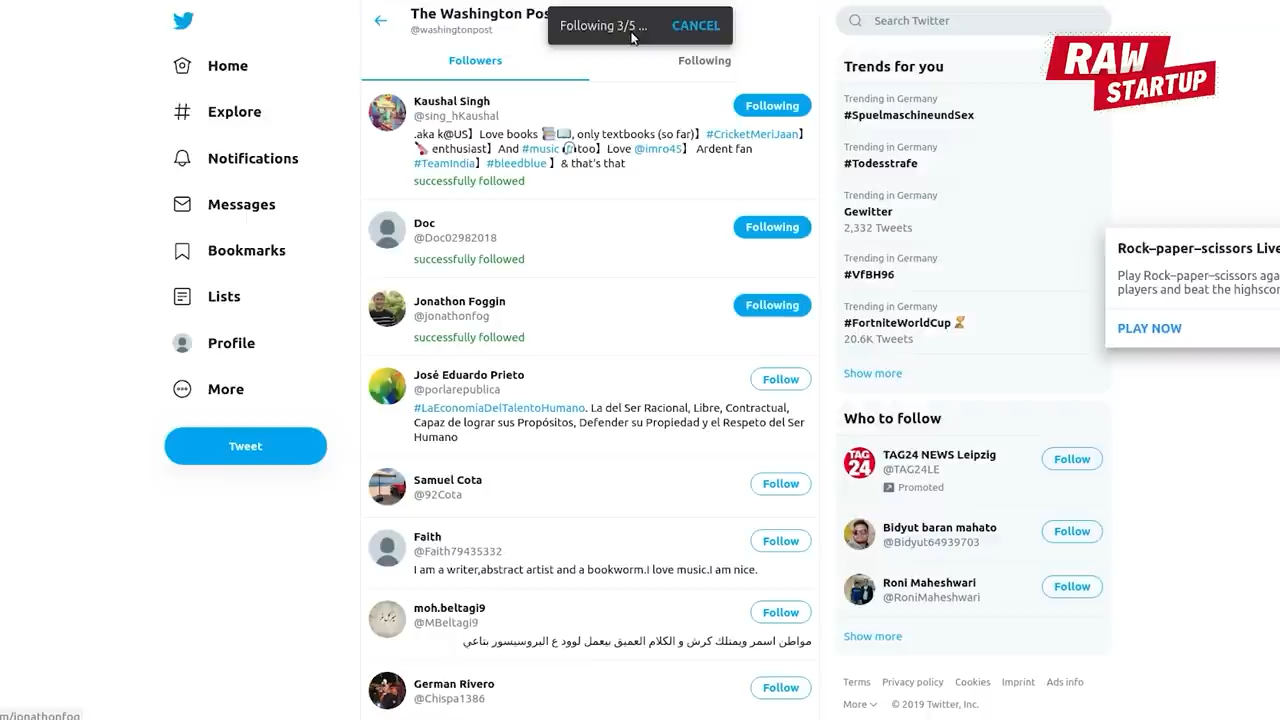 Home
Explore
Notifications
Messages
Bookmarks
Lists
Profile
More
Tweet
The Washington Pos
@washingtonpost
Following 3/5 ...
CANCEL
Followers
Following
Kaushal Singh
@sing_hKaushal
Following
.aka k@US】Love books 📚📖, only textbooks (so far)】#CricketMeriJaan】
🏏 enthusiast】And #music 🎧too】Love @imro45】 Ardent fan
#TeamIndia】#bleedblue 】& that's that
successfully followed
Doc
@Doc02982018
Following
successfully followed
Jonathon Foggin
@jonathonfog
Following
successfully followed
José Eduardo Prieto
@porlarepublica
Follow
#LaEconomíaDelTalentoHumano. La del Ser Racional, Libre, Contractual,
Capaz de lograr sus Propósitos, Defender su Propiedad y el Respeto del Ser
Humano
Samuel Cota
@92Cota
Follow
Faith
@Faith79435332
Follow
I am a writer,abstract artist and a bookworm.I love music.I am nice.
moh.beltagi9
@MBeltagi9
Follow
مواطن اسمر ويمتلك كرش و الكلام العميق بيعمل لوود ع البروسيسور بتاعي
German Rivero
@Chispa1386
Follow
Search Twitter
RAW
STARTUP
Trends for you
Trending in Germany
#SpuelmaschineundSex
Trending in Germany
#Todesstrafe
Trending in Germany
Gewitter
2,332 Tweets
Trending in Germany
#VfBH96
Trending in Germany
#FortniteWorldCup ⏳
20.6K Tweets
Show more
Rock–paper–scissors Live
Play Rock–paper–scissors aga
players and beat the highscor
PLAY NOW
Who to follow
TAG24 NEWS Leipzig
@TAG24LE
Promoted
Follow
TAG
24
Bidyut baran mahato
@Bidyut64939703
Follow
Roni Maheshwari
@RoniMaheshwari
Follow
Show more
Terms Privacy policy Cookies Imprint Ads info
More © 2019 Twitter, Inc.
m/jonathonfog